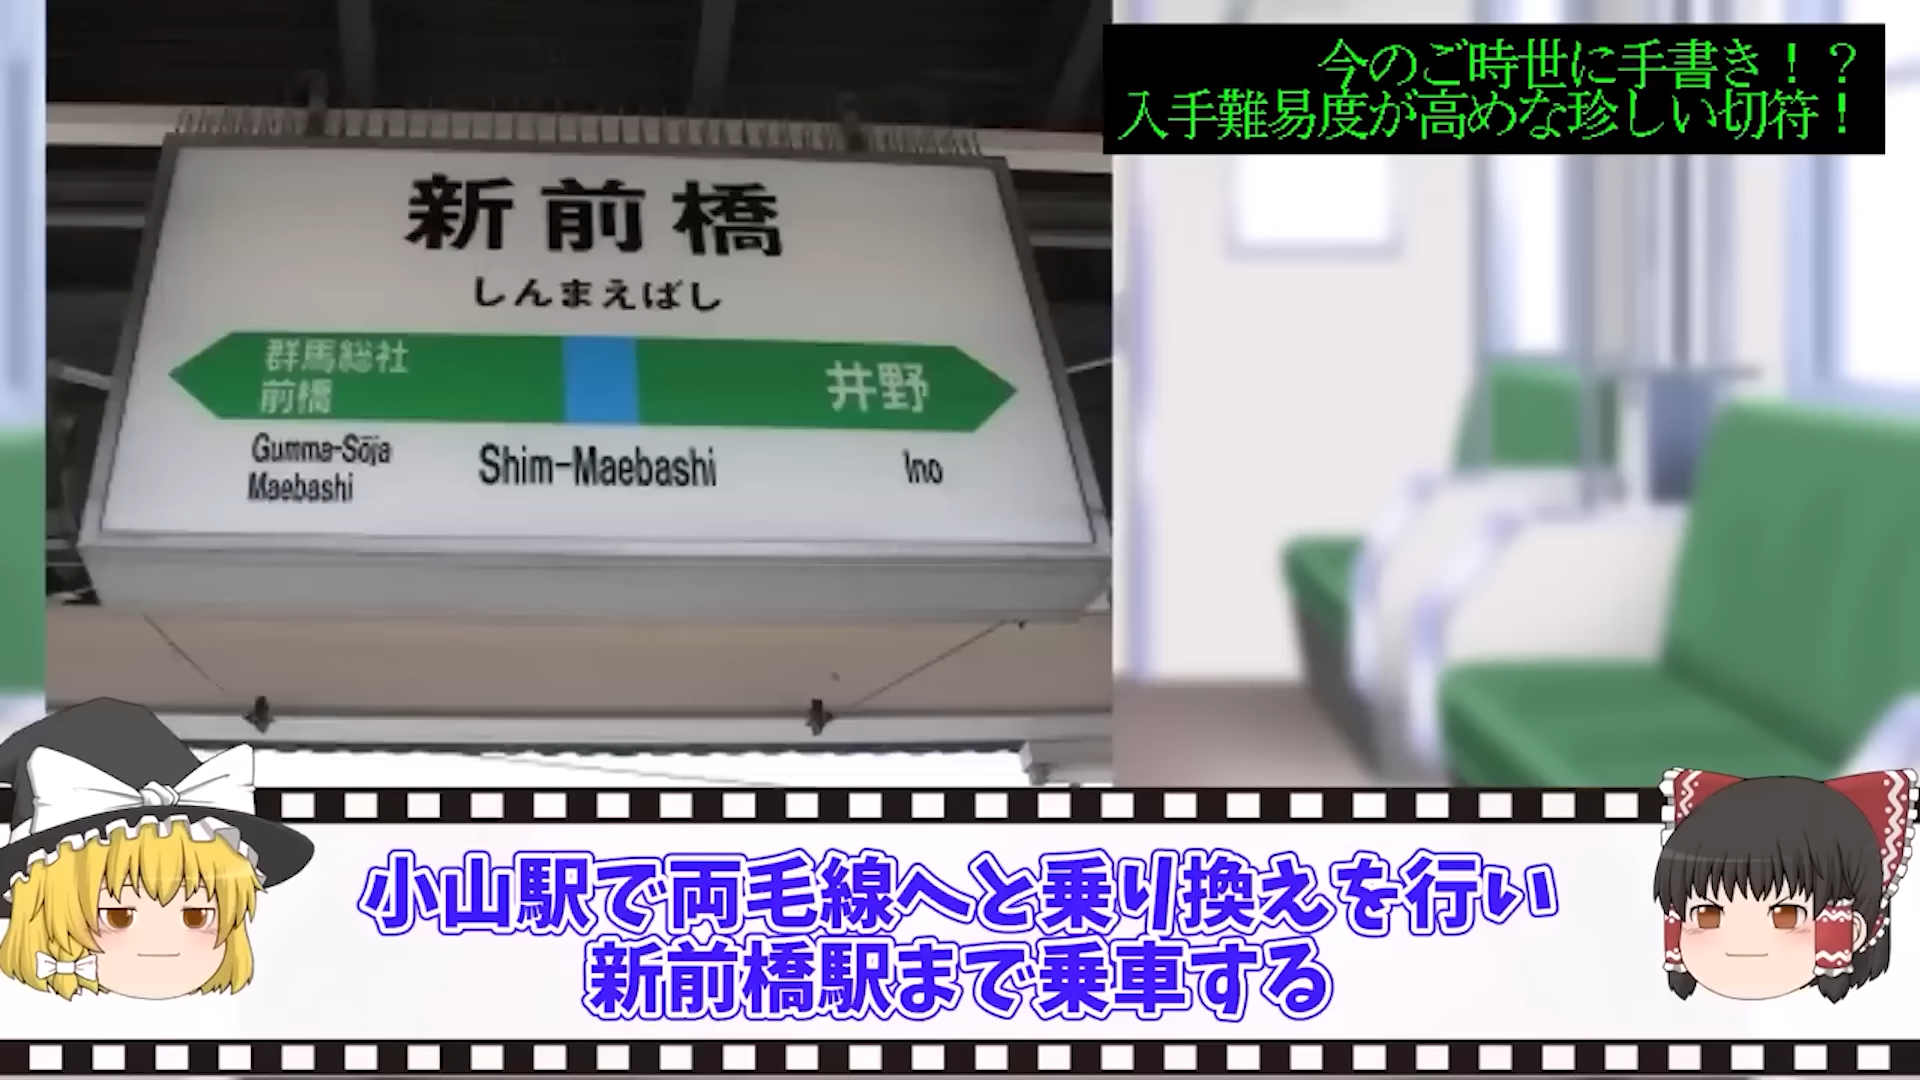 今のご時世に手書き！？
入手難易度が高めな珍しい切符！
新前橋
しんまえばし
群馬総社
前橋
井野
Gumma-Sōja
Maebashi
Shim-Maebashi
Ino
小山駅で両毛線へと乗り換えを行い
新前橋駅まで乗車する